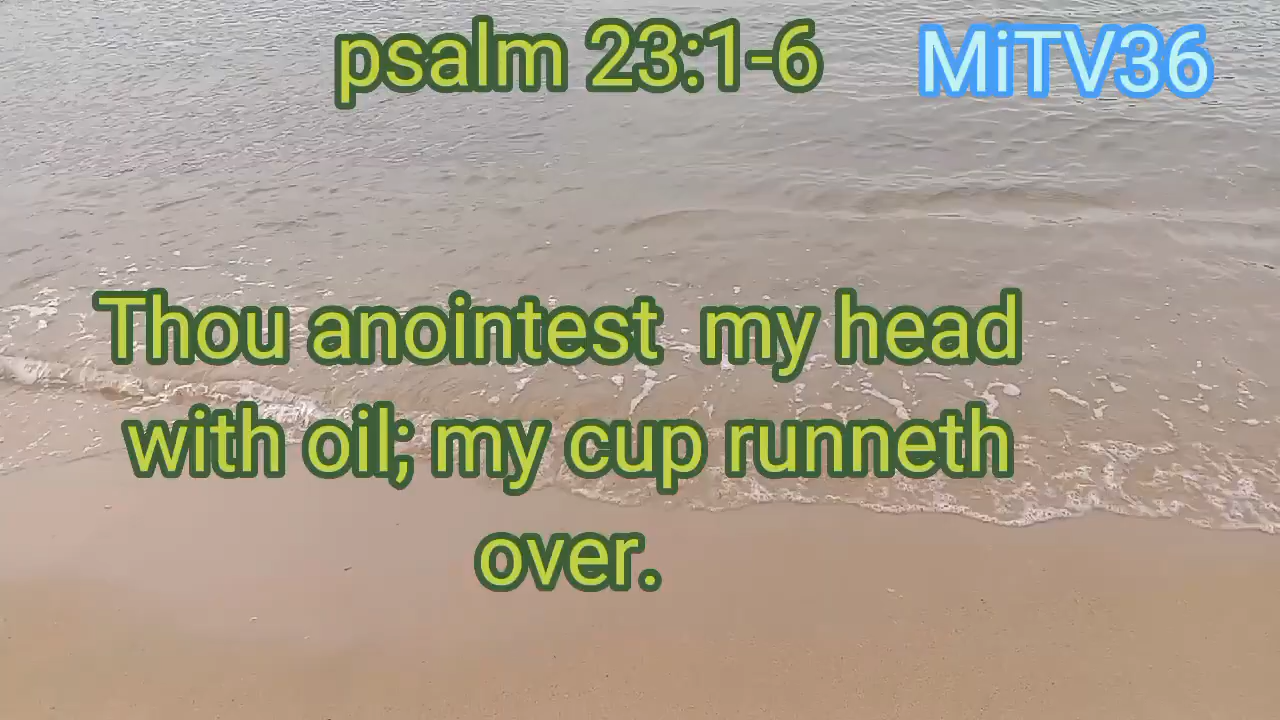 psalm 23:1-6 MiTV36
Thou anointest my head
with oil; my cup runneth
over.